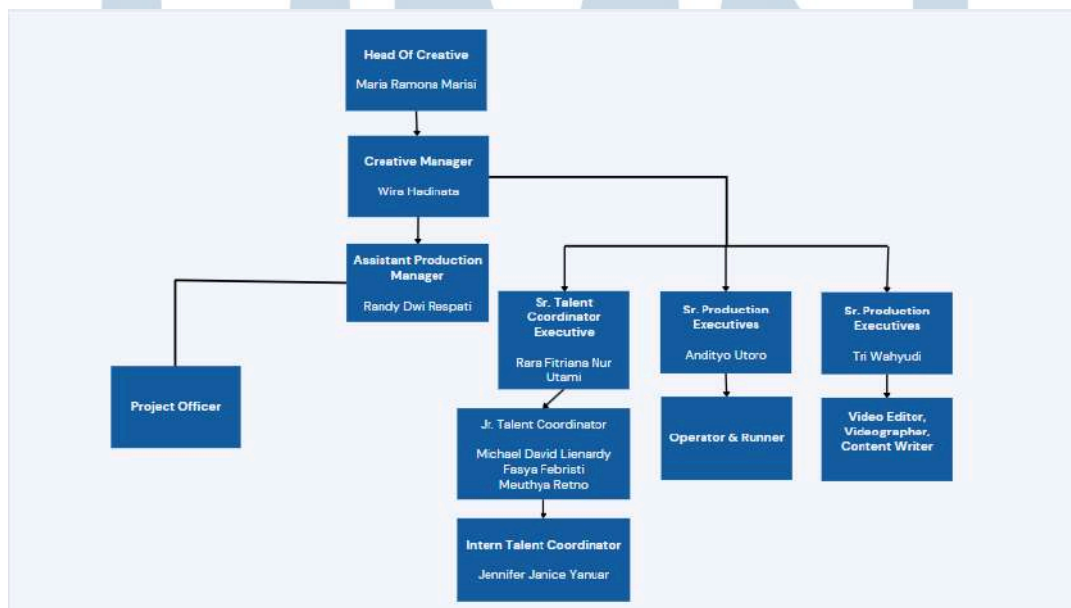 Head Of Creative
Maria Ramona Marisi
Creative Manager
Wira Hadinata
Assistant Production
Manager
Randy Dwi Respati
Project Officer
Sr. Talent
Coordinator
Executive
Rara Fitriana Nur
Utami
Sr. Production
Executives
Andityo Utoro
Sr. Production
Executives
Tri Wahyudi
Jr. Talent Coordinator
Michael David Lienardy
Fasya Febristi
Meuthya Retno
Operator & Runner
Video Editor,
Videographer,
Content Writer
Intern Talent Coordinator
Jennifer Janice Yanuar